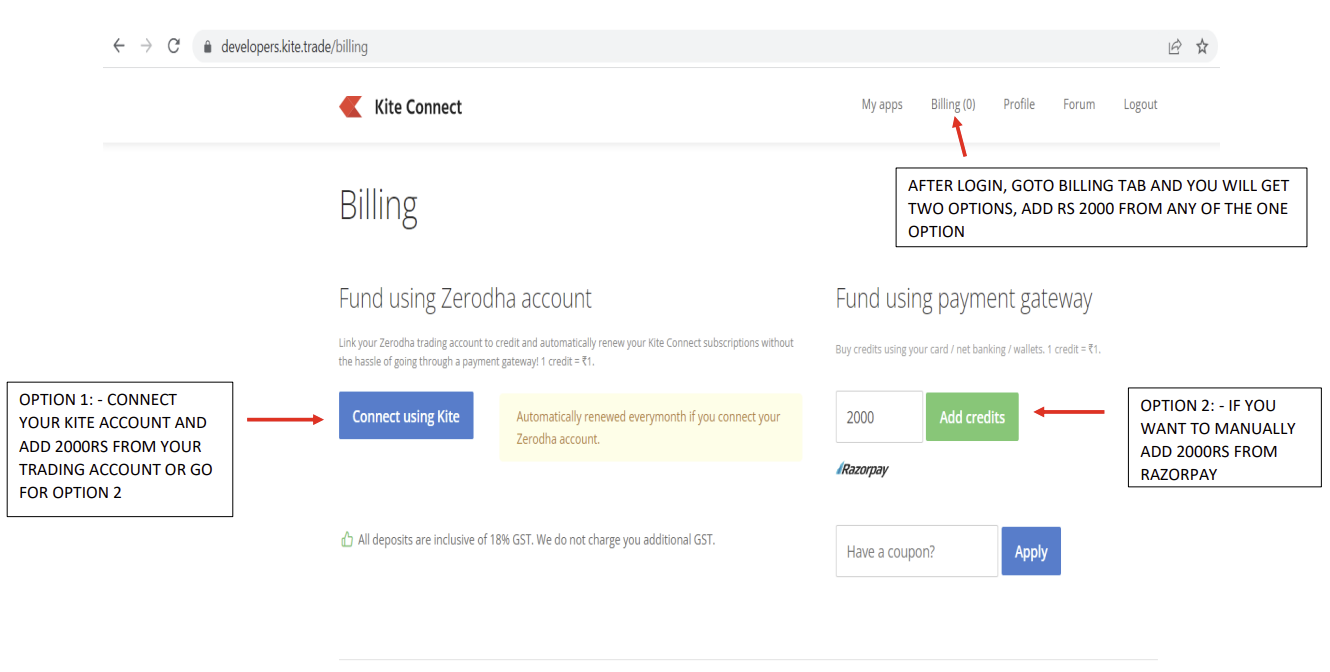 developers.kite.trade/billing
Kite Connect
My apps
Billing (0)
Profile
Forum
Logout
AFTER LOGIN, GOTO BILLING TAB AND YOU WILL GET
TWO OPTIONS, ADD RS 2000 FROM ANY OF THE ONE
OPTION
Billing
Fund using Zerodha account
Link your Zerodha trading account to credit and automatically renew your Kite Connect subscriptions without
the hassle of going through a payment gateway! 1 credit = ₹1.
OPTION 1: - CONNECT
YOUR KITE ACCOUNT AND
ADD 2000RS FROM YOUR
TRADING ACCOUNT OR GO
FOR OPTION 2
Connect using Kite
Automatically renewed everymonth if you connect your
Zerodha account.
All deposits are inclusive of 18% GST. We do not charge you additional GST.
Fund using payment gateway
Buy credits using your card / net banking / wallets. 1 credit = ₹1.
2000
Add credits
Razorpay
OPTION 2: - IF YOU
WANT TO MANUALLY
ADD 2000RS FROM
RAZORPAY
Have a coupon?
Apply